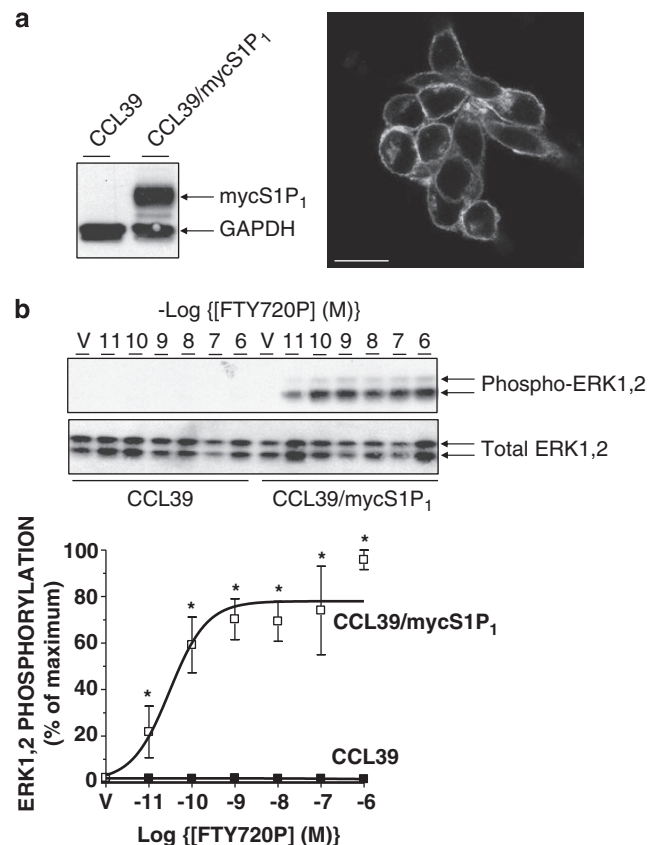 a
CCL39
CCL39/mycS1P₁
mycS1P₁
GAPDH
b
-Log {[FTY720P] (M)}
V 11 10 9 8 7 6 V 11 10 9 8 7 6
Phospho-ERK1,2
Total ERK1,2
CCL39 CCL39/mycS1P₁
ERK1,2 PHOSPHORYLATION
(% of maximum)
100
80
60
40
20
0
* * * * * *
CCL39/mycS1P₁
CCL39
V -11 -10 -9 -8 -7 -6
Log {[FTY720P] (M)}